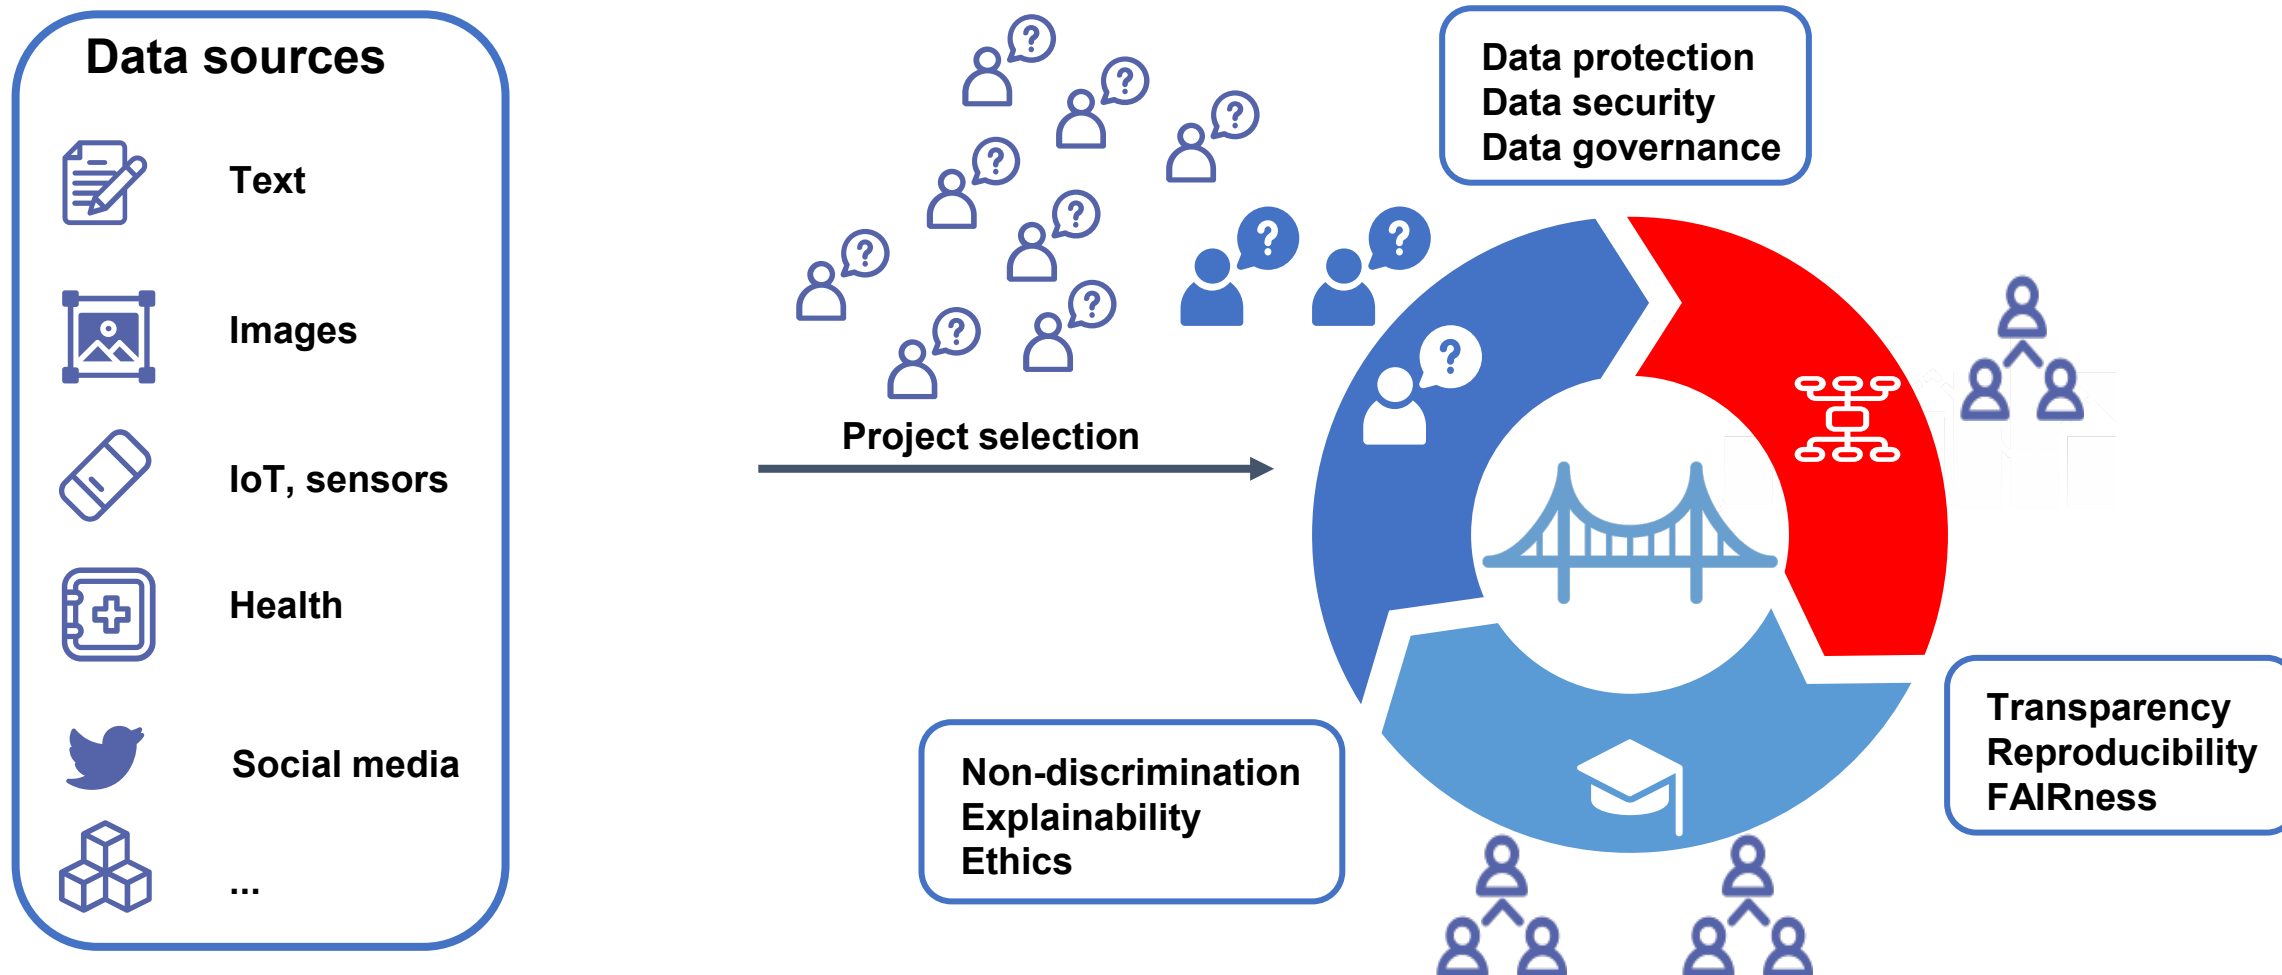 Data sources
Text
Images
IoT, sensors
Health
Social media
...
? ? ? ? ? ? ? ? ?
? ?
?
Project selection
Data protection
Data security
Data governance
Transparency
Reproducibility
FAIRness
Non-discrimination
Explainability
Ethics